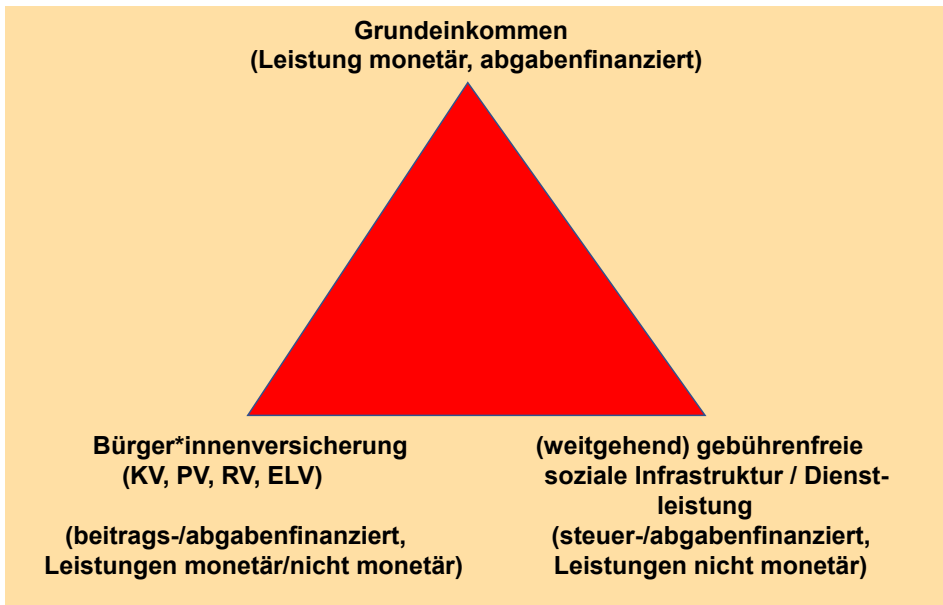 Grundeinkommen
(Leistung monetär, abgabenfinanziert)
Bürger*innenversicherung
(KV, PV, RV, ELV)
(beitrags-/abgabenfinanziert,
Leistungen monetär/nicht monetär)
(weitgehend) gebührenfreie
soziale Infrastruktur / Dienst-
leistung
(steuer-/abgabenfinanziert,
Leistungen nicht monetär)